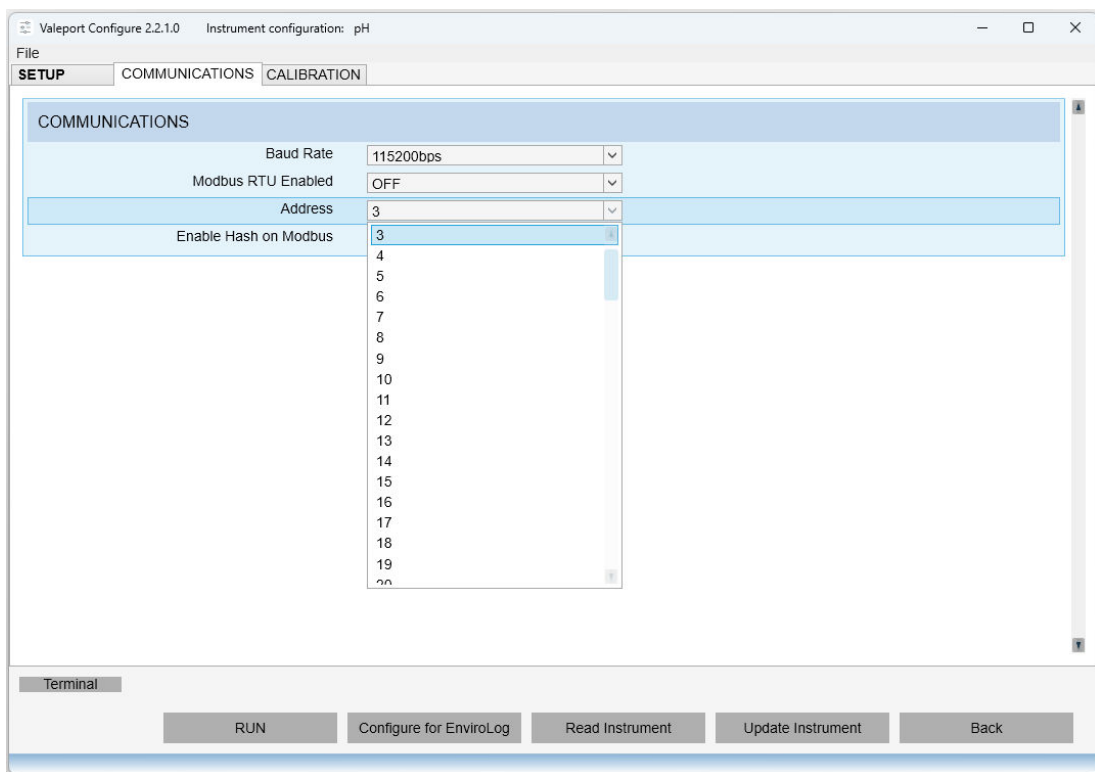 Valeport Configure 2.2.1.0 Instrument configuration: pH
File
SETUP COMMUNICATIONS CALIBRATION
COMMUNICATIONS
Baud Rate 115200bps
Modbus RTU Enabled OFF
Address 3
Enable Hash on Modbus 3
4
5
6
7
8
9
10
11
12
13
14
15
16
17
18
19
20
Terminal
RUN Configure for EnviroLog Read Instrument Update Instrument Back